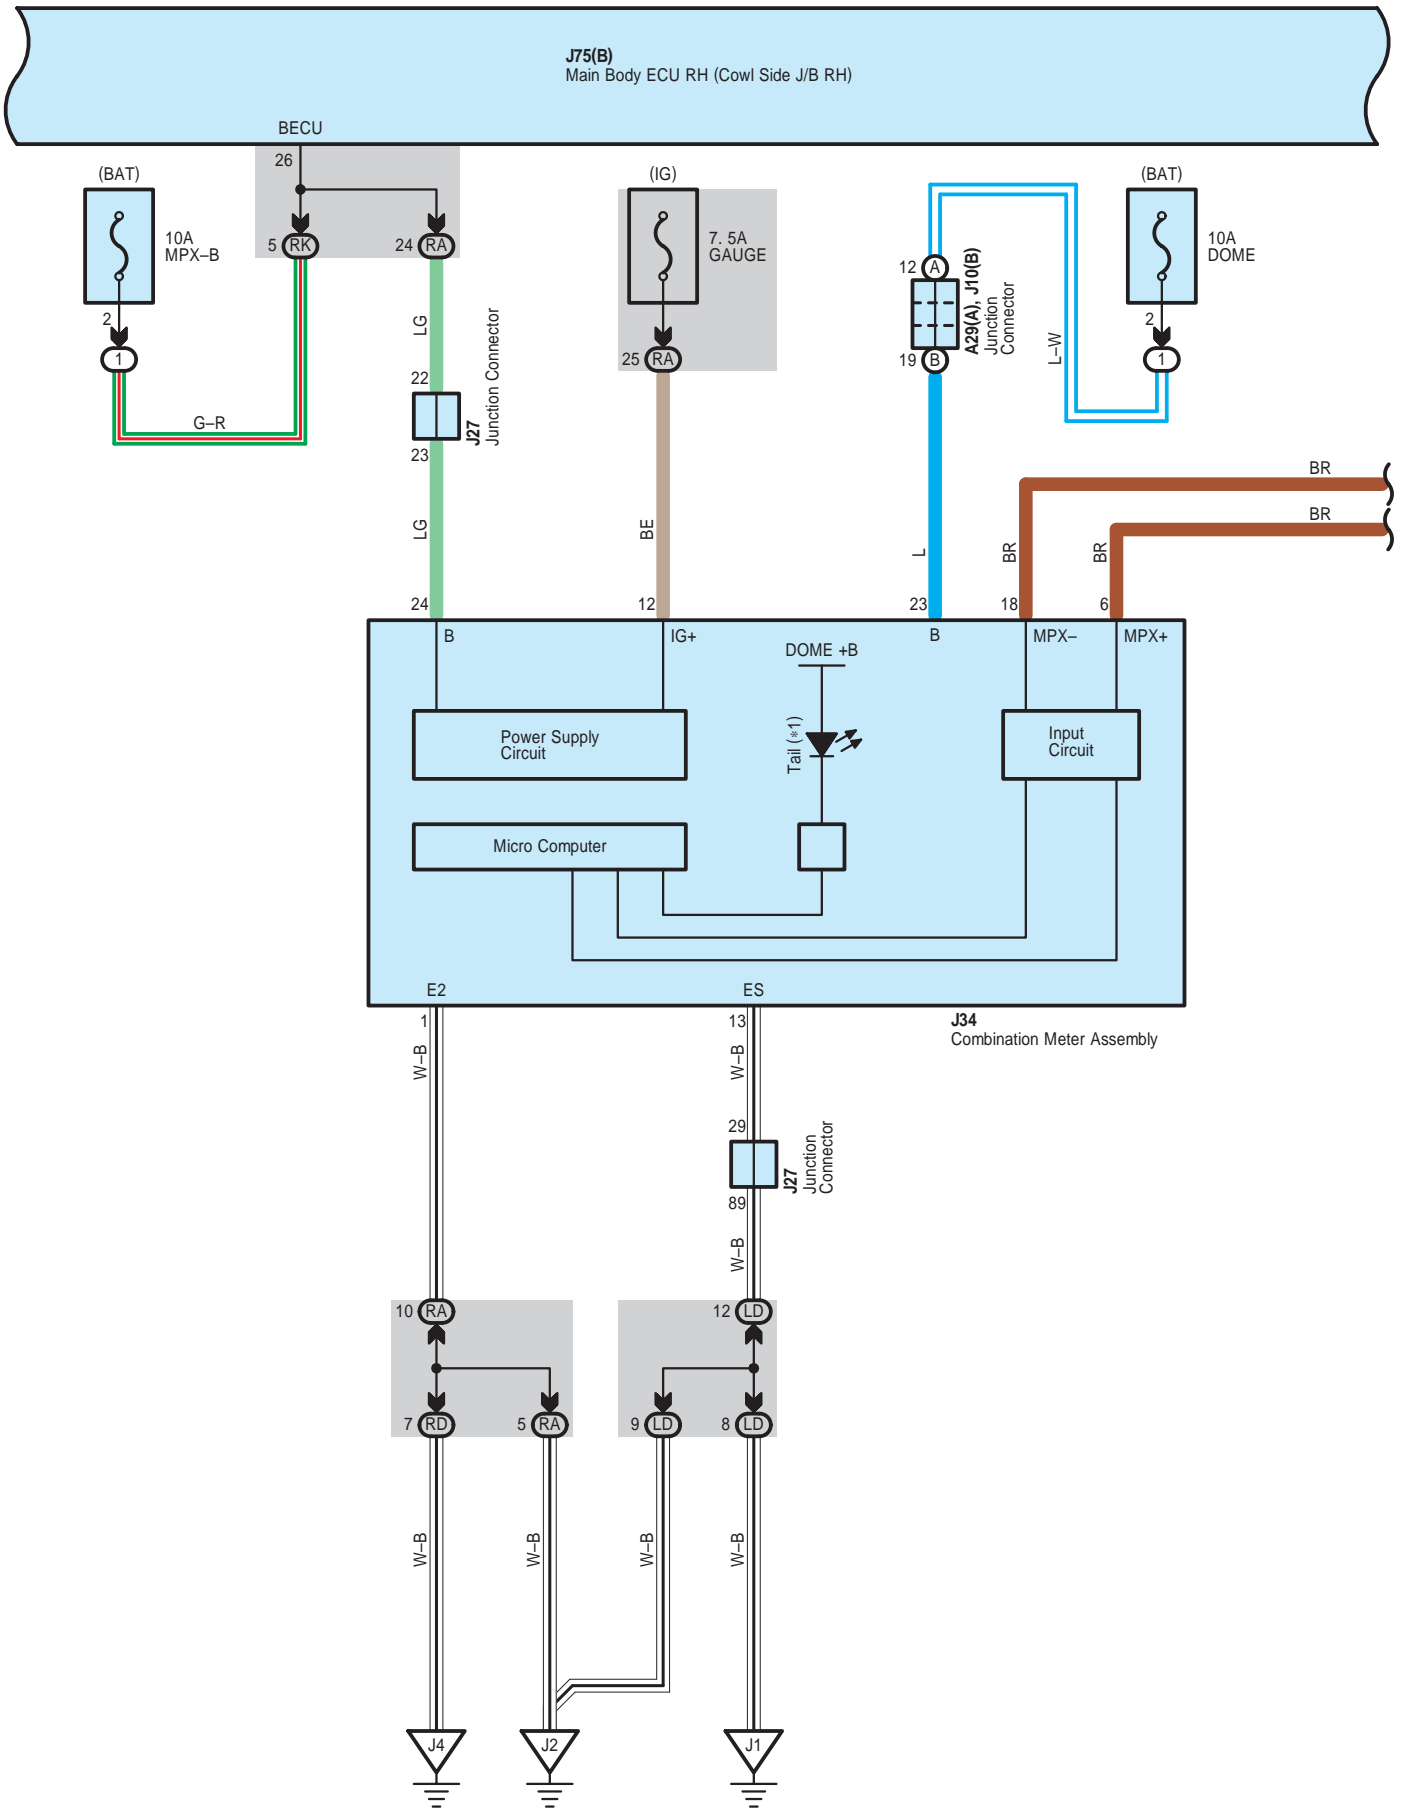 J75(B)
Main Body ECU RH (Cowl Side J/B RH)
BECU
26
(BAT)
(IG)
(BAT)
10A
MPX–B
5 RK
24 RA
7. 5A
GAUGE
12 A
A29(A), J10(B)
Junction
Connector
10A
DOME
2
1
LG
25 RA
19 B
L–W
2
1
22
J27
Junction Connector
23
G–R
BR
BR
LG
BE
L
BR
BR
24
12
23
18
6
B
IG+
B
MPX–
MPX+
DOME +B
Tail (*1)
Power Supply
Circuit
Input
Circuit
Micro Computer
E2
ES
1
13
J34
Combination Meter Assembly
W–B
W–B
29
J27
Junction
Connector
89
W–B
10 RA
12 LD
7 RD
5 RA
9 LD
8 LD
W–B
W–B
W–B
W–B
J4
J2
J1